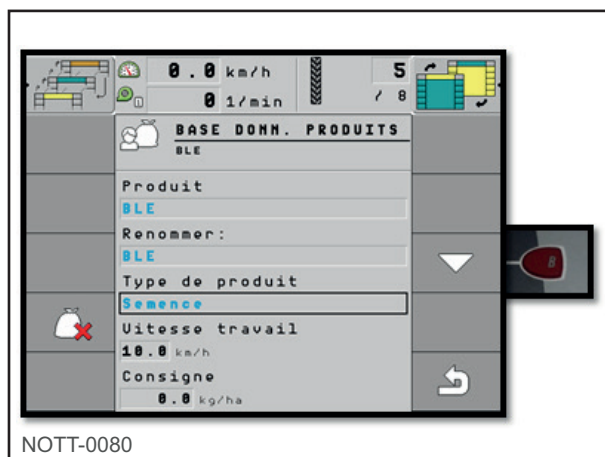 0.0 km/h
5
0 1/min
/ 8
BASE DONN. PRODUITS
BLE
Produit
BLE
Renommer:
BLE
Type de produit
Semence
Vitesse travail
10.0 km/h
Consigne
0.0 kg/ha
B
NOTT-0080